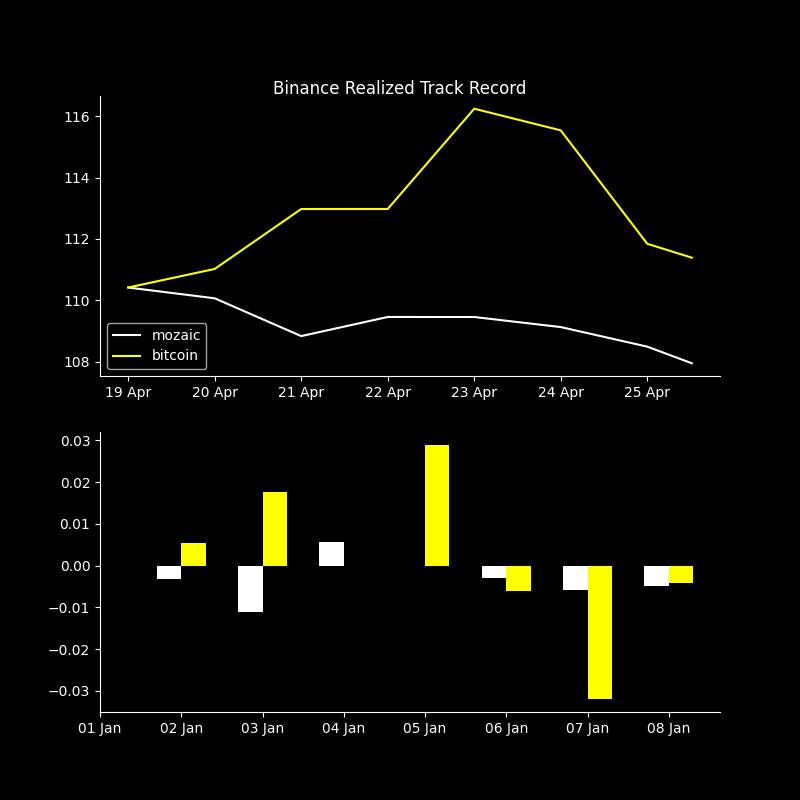 Binance Realized Track Record
116
114
112
110
108
mozaic
bitcoin
19 Apr 20 Apr 21 Apr 22 Apr 23 Apr 24 Apr 25 Apr
0.03
0.02
0.01
0.00
−0.01
−0.02
−0.03
01 Jan 02 Jan 03 Jan 04 Jan 05 Jan 06 Jan 07 Jan 08 Jan